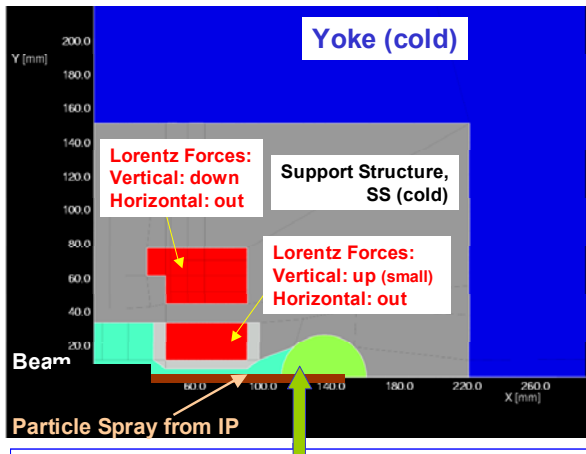 Yoke (cold)
Y [mm]
200.0
180.0
160.0
140.0
120.0
100.0
80.0
60.0
40.0
20.0
Lorentz Forces:
Vertical: down
Horizontal: out
Support Structure,
SS (cold)
Lorentz Forces:
Vertical: up (small)
Horizontal: out
Beam
60.0
100.0
140.0
180.0
220.0
260.0
X [mm]
Particle Spray from IP